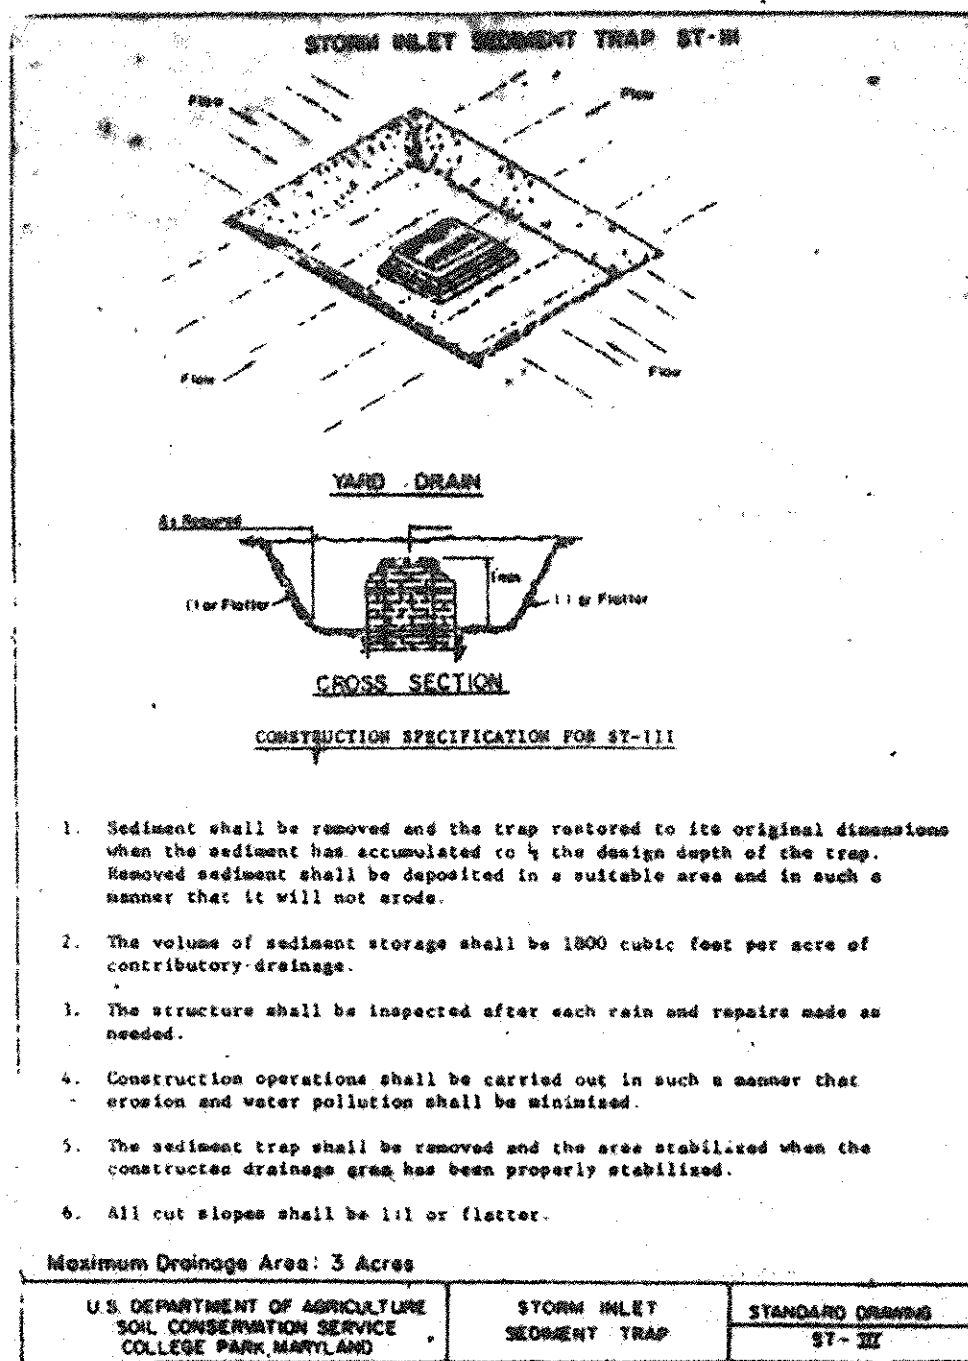 STORM INLET SEDIMENT TRAP ST-III
Flow
Flow
Flow
Flow
YARD DRAIN
As Required
1:1 or Flatter
1:1 or Flatter
CROSS SECTION
CONSTRUCTION SPECIFICATION FOR ST-III
1. Sediment shall be removed and the trap restored to its original dimensions
when the sediment has accumulated to the design depth of the trap.
Removed sediment shall be deposited in a suitable area and in such a
manner that it will not erode.
2. The volume of sediment storage shall be 1800 cubic feet per acre of
contributory drainage.
3. The structure shall be inspected after each rain and repairs made as
needed.
4. Construction operations shall be carried out in such a manner that
erosion and water pollution shall be minimized.
5. The sediment trap shall be removed and the area stabilized when the
constructed drainage area has been properly stabilized.
6. All cut slopes shall be 1:1 or flatter.
Maximum Drainage Area: 3 Acres
U.S. DEPARTMENT OF AGRICULTURE
SOIL CONSERVATION SERVICE
COLLEGE PARK, MARYLAND
STORM INLET
SEDIMENT TRAP
STANDARD DRAWING
ST-III